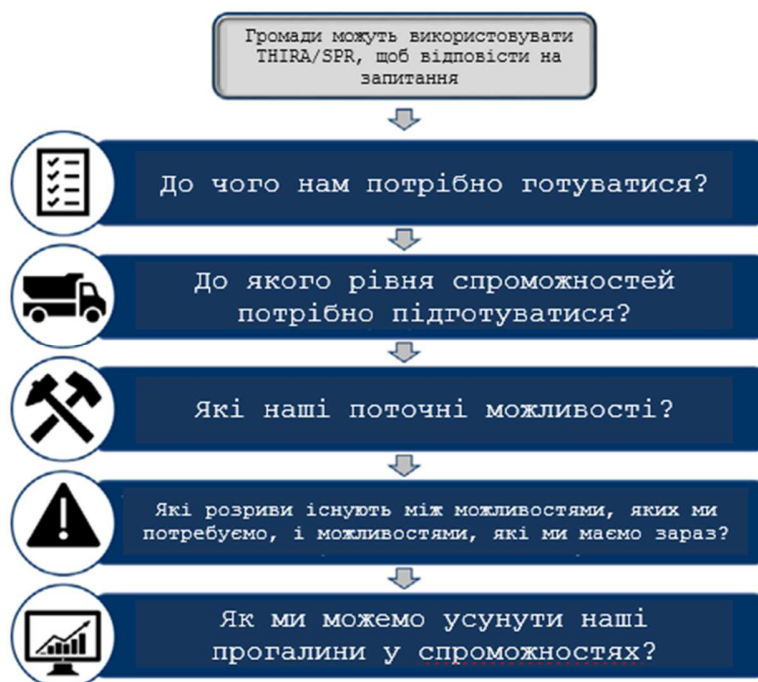 Громади можуть використовувати
THIRA/SPR, щоб відповісти на
запитання
До чого нам потрібно готуватися?
До якого рівня спроможностей
потрібно підготуватися?
Які наші поточні можливості?
Які розриви існують між можливостями, яких ми
потребуємо, і можливостями, які ми маємо зараз?
Як ми можемо усунути наші
прогалини у спроможностях?